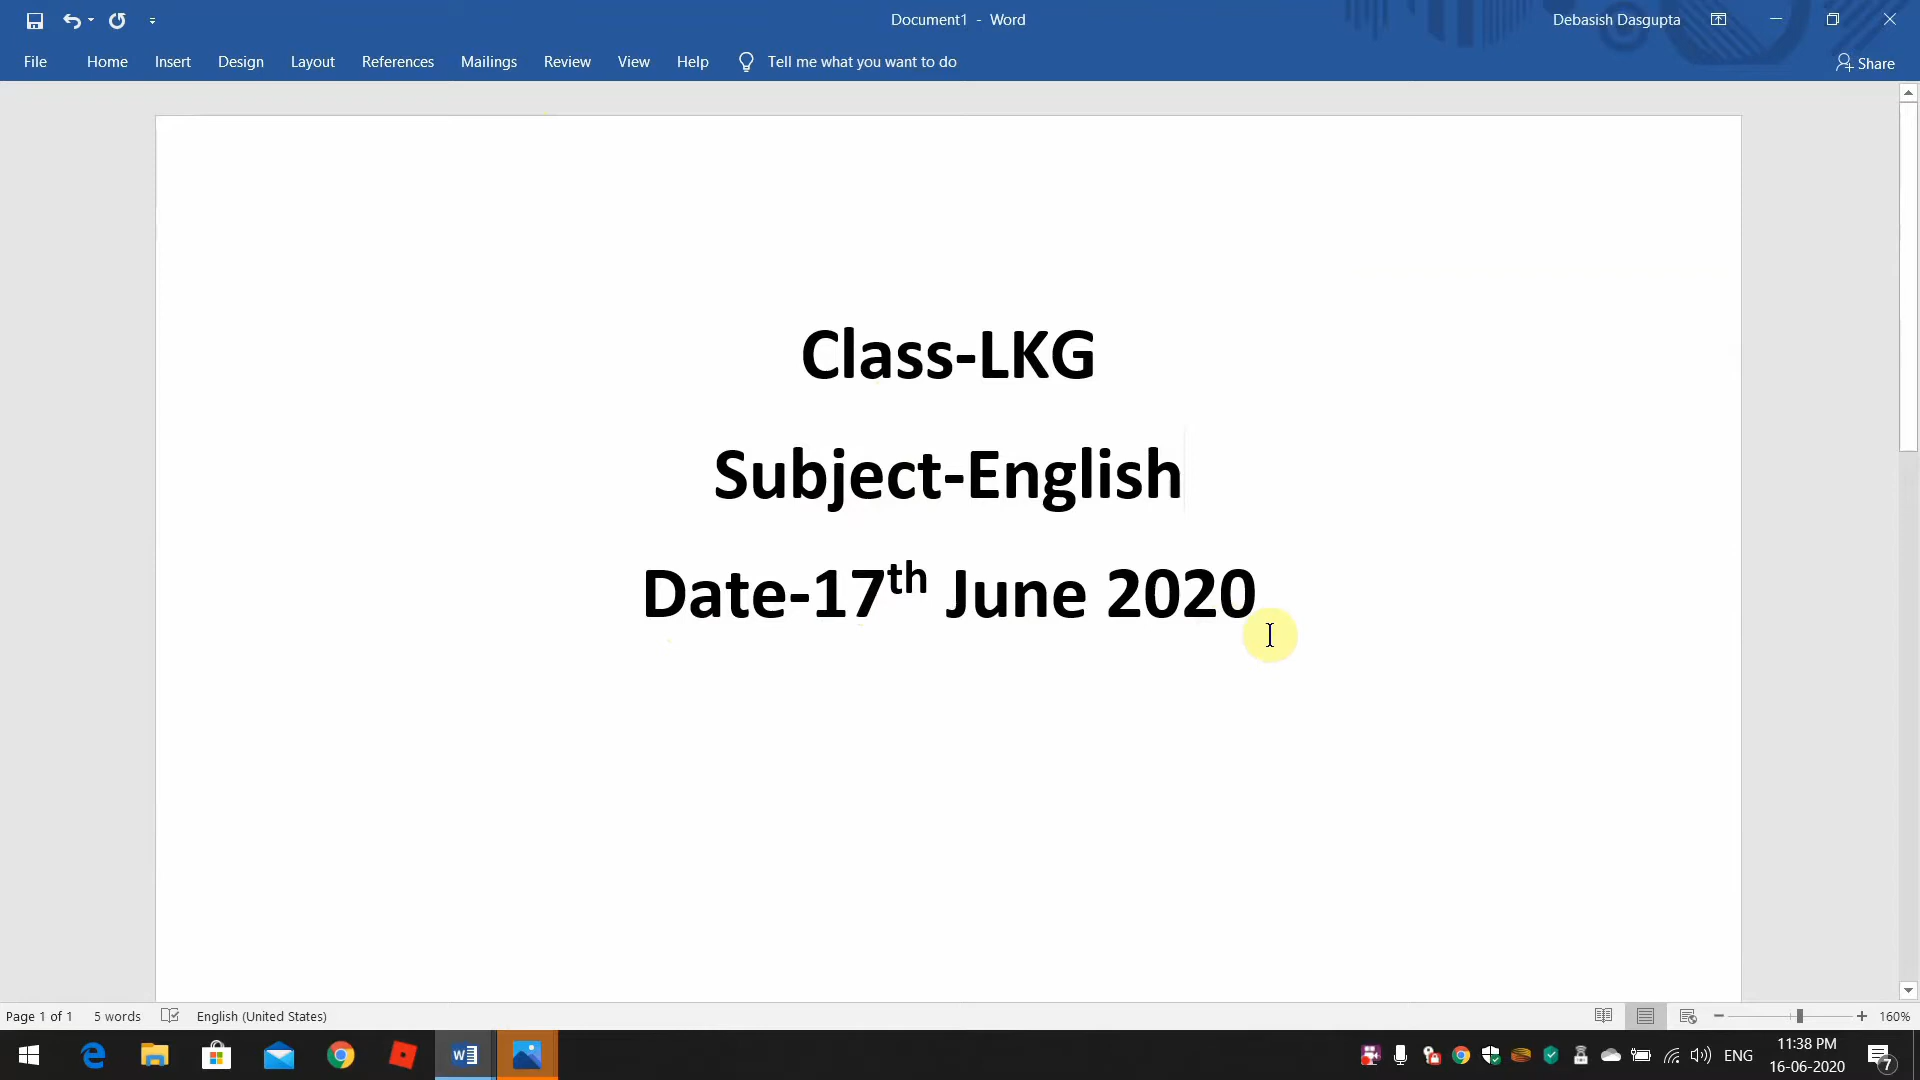 Document1 - Word
Debasish Dasgupta
File Home Insert Design Layout References Mailings Review View Help Tell me what you want to do Share
Class-LKG
Subject-English
Date-17th June 2020
Page 1 of 1 5 words English (United States) 160%
ENG
11:38 PM
16-06-2020
7